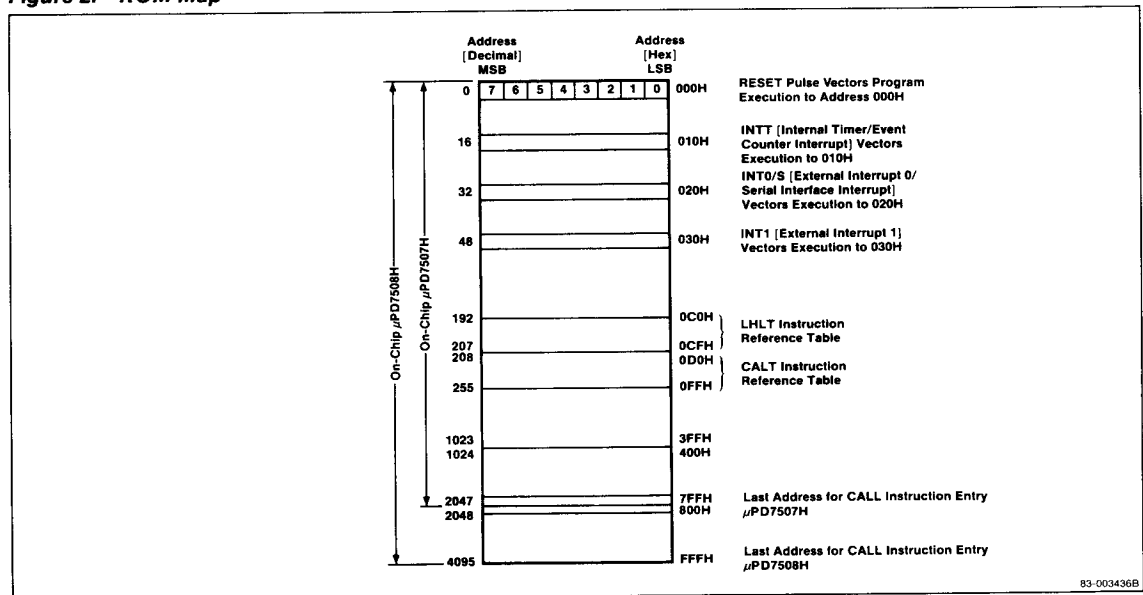 Figure 2. ROM Map
Address
[Decimal]
MSB
Address
[Hex]
LSB
0 7 6 5 4 3 2 1 0 000H
RESET Pulse Vectors Program
Execution to Address 000H
16 010H
INTT [Internal Timer/Event
Counter Interrupt] Vectors
Execution to 010H
32 020H
INT0/S [External Interrupt 0/
Serial Interface Interrupt]
Vectors Execution to 020H
48 030H
INT1 [External Interrupt 1]
Vectors Execution to 030H
On-Chip μPD7508H
On-Chip μPD7507H
192 0C0H
LHLT Instruction
Reference Table
207 0CFH
208 0D0H
CALT Instruction
Reference Table
255 0FFH
1023 3FFH
1024 400H
2047 7FFH
Last Address for CALL Instruction Entry
μPD7507H
2048 800H
4095 FFFH
Last Address for CALL Instruction Entry
μPD7508H
83-003436B